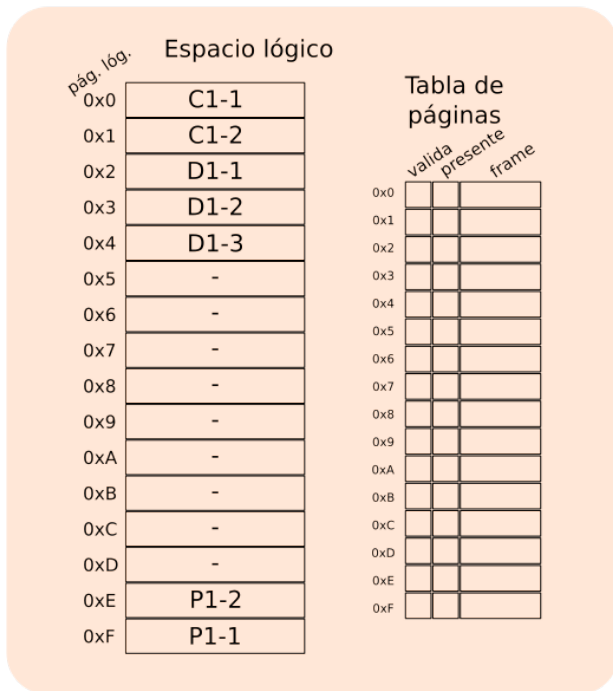 Espacio lógico
pág. lóg.
0x0 C1-1
0x1 C1-2
0x2 D1-1
0x3 D1-2
0x4 D1-3
0x5 -
0x6 -
0x7 -
0x8 -
0x9 -
0xA -
0xB -
0xC -
0xD -
0xE P1-2
0xF P1-1
Tabla de
páginas
valida presente frame
0x0
0x1
0x2
0x3
0x4
0x5
0x6
0x7
0x8
0x9
0xA
0xB
0xC
0xD
0xE
0xF